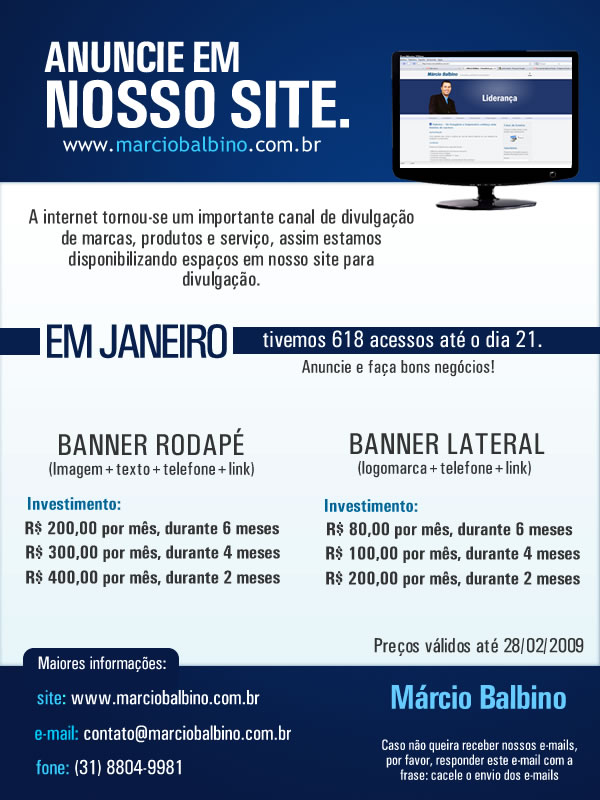 ANUNCIE EM
NOSSO SITE.
www.marciobalbino.com.br
Márcio Balbino
Liderança
A internet tornou-se um importante canal de divulgação
de marcas, produtos e serviço, assim estamos
disponibilizando espaços em nosso site para
divulgação.
EM JANEIRO tivemos 618 acessos até o dia 21.
Anuncie e faça bons negócios!
BANNER RODAPÉ
(Imagem + texto + telefone + link)
Investimento:
R$ 200,00 por mês, durante 6 meses
R$ 300,00 por mês, durante 4 meses
R$ 400,00 por mês, durante 2 meses
BANNER LATERAL
(logomarca + telefone + link)
Investimento:
R$ 80,00 por mês, durante 6 meses
R$ 100,00 por mês, durante 4 meses
R$ 200,00 por mês, durante 2 meses
Preços válidos até 28/02/2009
Maiores informações:
site: www.marciobalbino.com.br
e-mail: contato@marciobalbino.com.br
fone: (31) 8804-9981
Márcio Balbino
Caso não queira receber nossos e-mails,
por favor, responder este e-mail com a
frase: cacele o envio dos e-mails